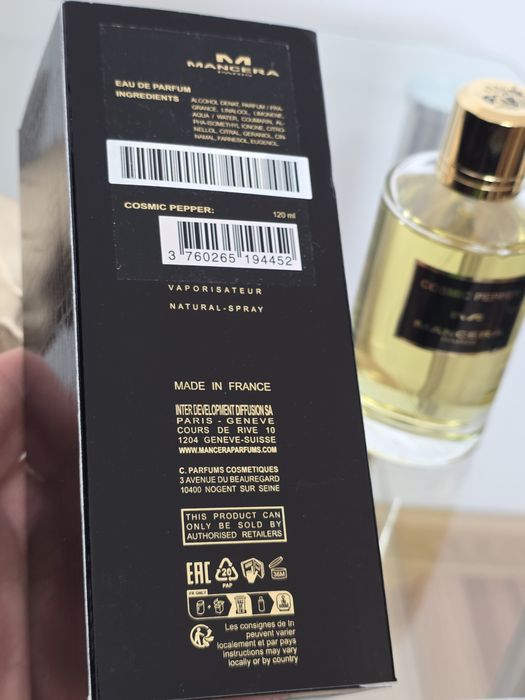 M
MANCERA
PARIS
EAU DE PARFUM
INGREDIENTS
ALCOHOL DENAT, PARFUM / FRA-
GRANCE, LINALOOL, LIMONENE,
AQUA / WATER, COUMARIN, AL-
PHA-ISOMETHYL IONONE, CITRO-
NELLOL, CITRAL, GERANIOL, CIN-
NAMAL, FARNESOL, EUGENOL.
COSMIC PEPPER: 120 ml
3 760265 194452
VAPORISATEUR
NATURAL-SPRAY
MADE IN FRANCE
INTER DEVELOPMENT DIFFUSION SA
PARIS - GENEVE
COURS DE RIVE 10
1204 GENEVE-SUISSE
WWW.MANCERAPARFUMS.COM
C. PARFUMS COSMETIQUES
3 AVENUE DU BEAUREGARD
10400 NOGENT SUR SEINE
THIS PRODUCT CAN
ONLY BE SOLD BY
AUTHORISED RETAILERS
EAC 20 PAP 36M
FR ONLY
Les consignes de tri
peuvent varier
localement et par pays
Instructions may vary
locally or by country
COSMIC PEPPER
MANCERA